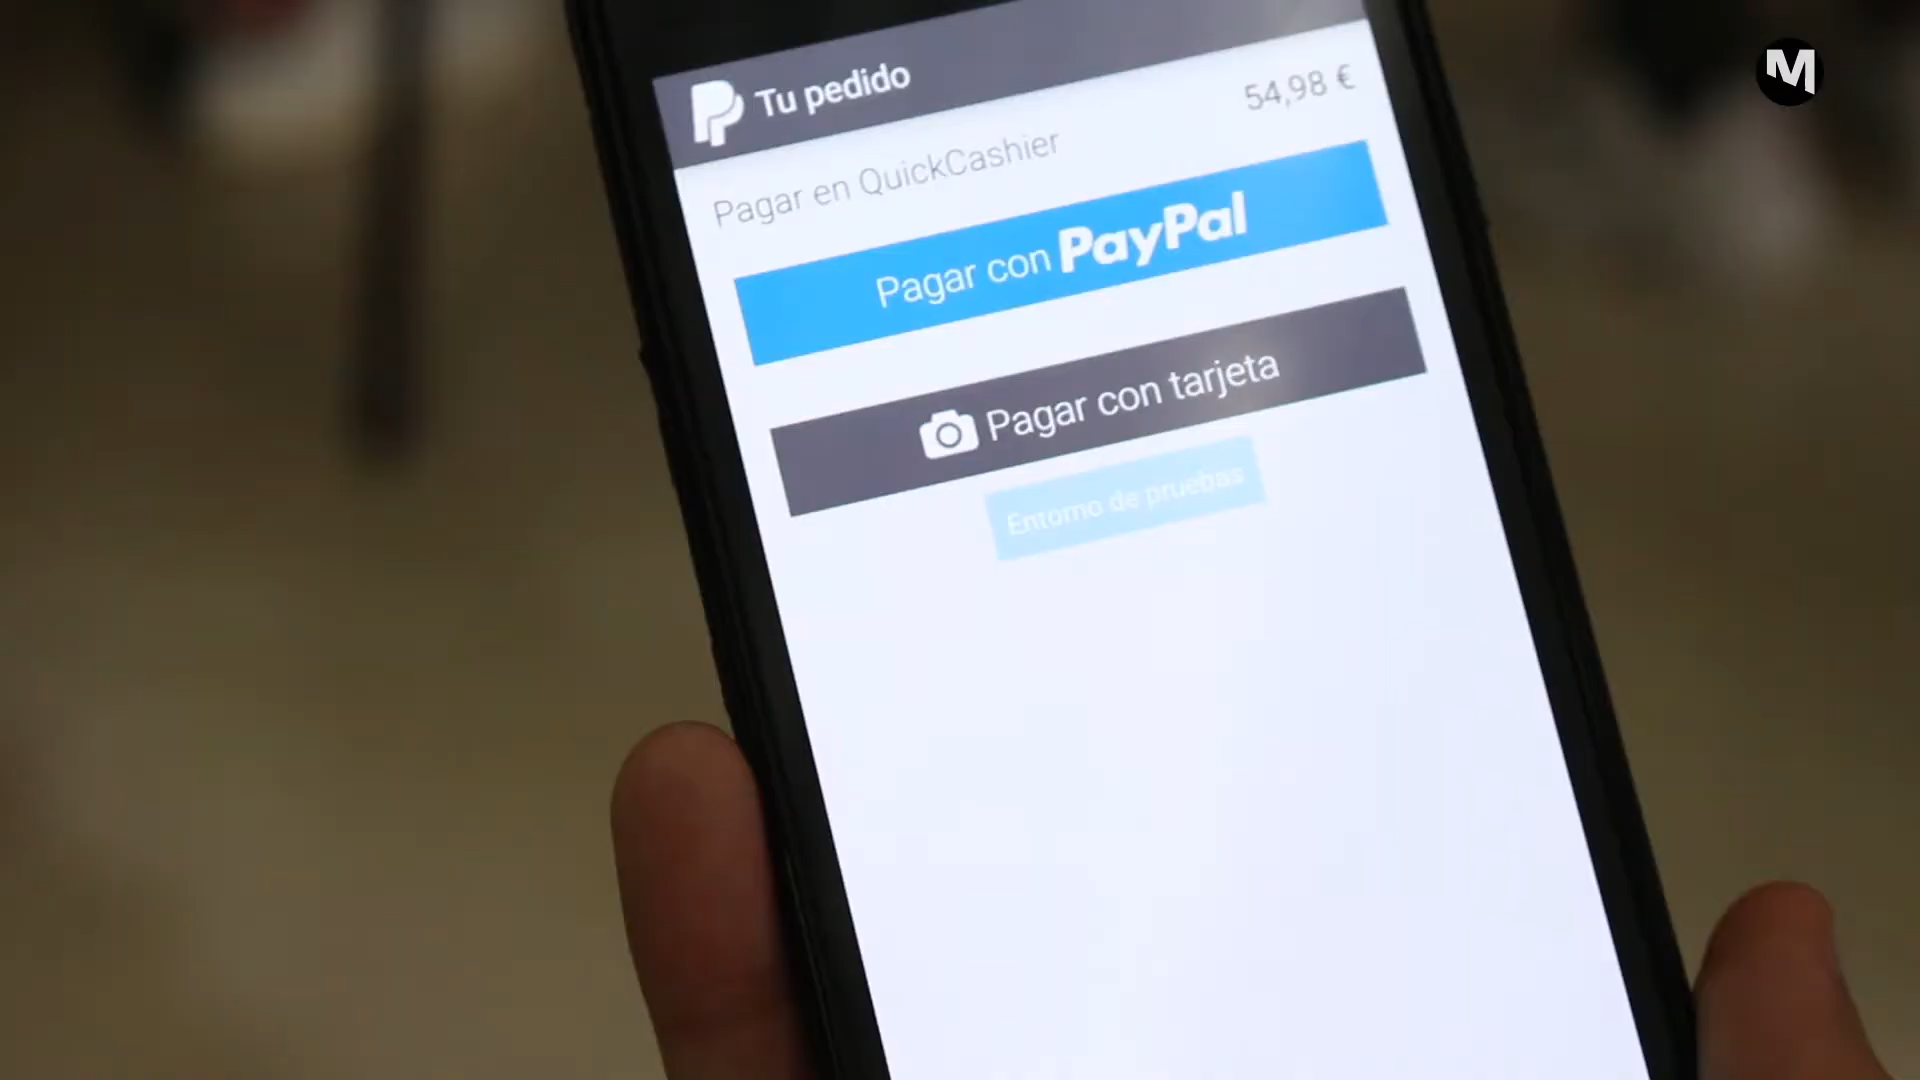 Tu pedido
Pagar en QuickCashier 54,98 €
Pagar con PayPal
Pagar con tarjeta
Entorno de pruebas
M